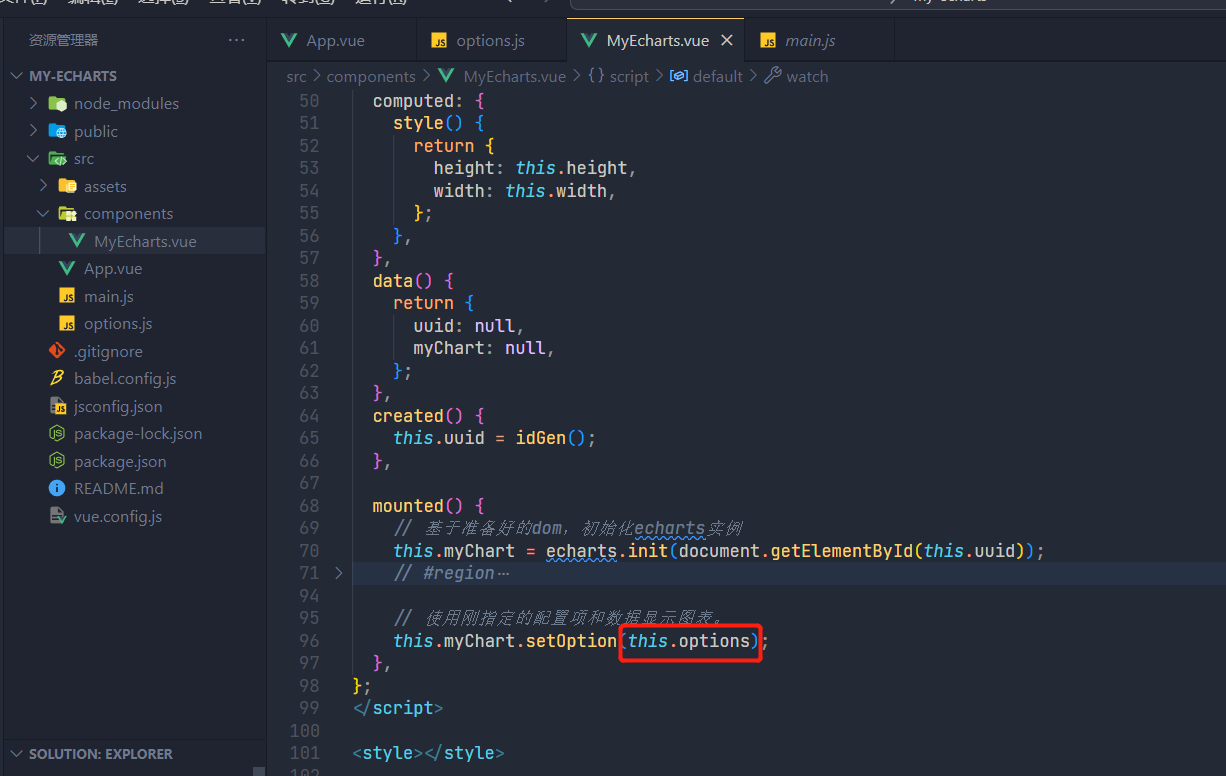 my-echarts
资源管理器 ···
App.vue
options.js
MyEcharts.vue
main.js
src > components > MyEcharts.vue > {} script > default > watch
MY-ECHARTS
node_modules
public
src
assets
components
MyEcharts.vue
App.vue
main.js
options.js
.gitignore
babel.config.js
jsconfig.json
package-lock.json
package.json
README.md
vue.config.js
SOLUTION: EXPLORER
50 computed: {
51 style() {
52 return {
53 height: this.height,
54 width: this.width,
55 };
56 },
57 },
58 data() {
59 return {
60 uuid: null,
61 myChart: null,
62 };
63 },
64 created() {
65 this.uuid = idGen();
66 },
67
68 mounted() {
69 // 基于准备好的dom，初始化echarts实例
70 this.myChart = echarts.init(document.getElementById(this.uuid));
71 // #region ···
94
95 // 使用刚指定的配置项和数据显示图表。
96 this.myChart.setOption(this.options);
97 },
98 };
99 </script>
100
101 <style></style>
102